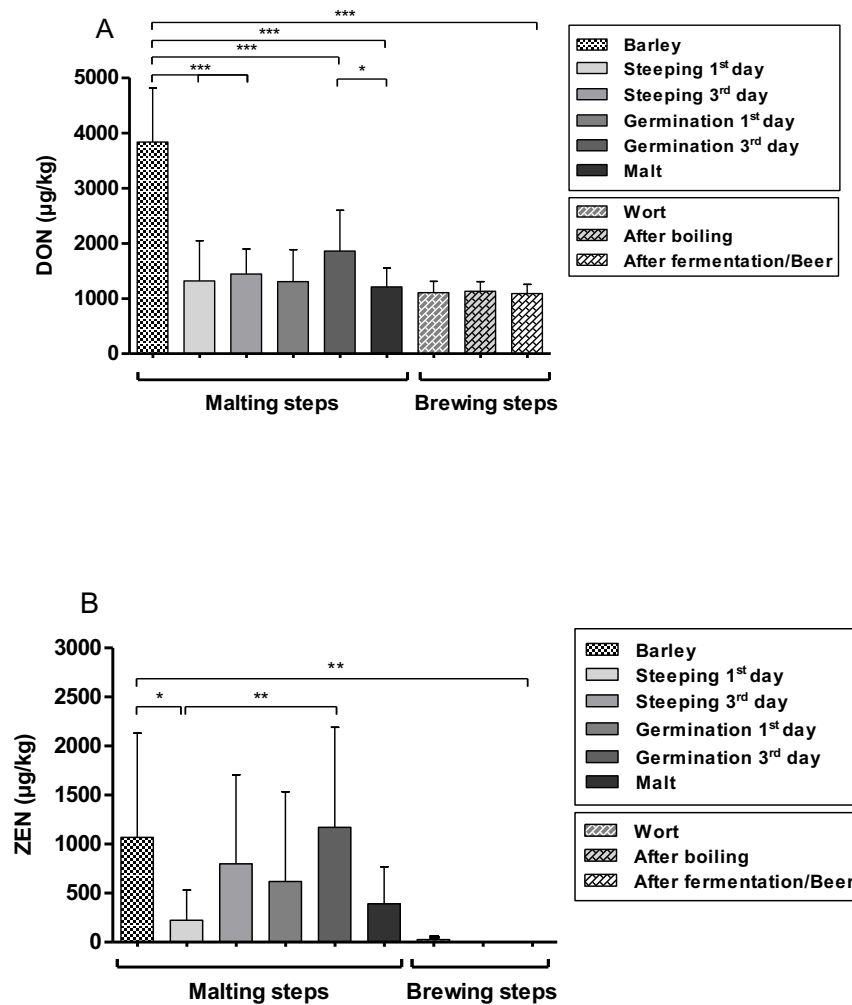 A
***
***
***
***
*
5000
4000
3000
2000
1000
0
DON (µg/kg)
Malting steps
Brewing steps
Barley
Steeping 1st day
Steeping 3rd day
Germination 1st day
Germination 3rd day
Malt
Wort
After boiling
After fermentation/Beer
B
**
*
**
3000
2500
2000
1500
1000
500
0
ZEN (µg/kg)
Malting steps
Brewing steps
Barley
Steeping 1st day
Steeping 3rd day
Germination 1st day
Germination 3rd day
Malt
Wort
After boiling
After fermentation/Beer